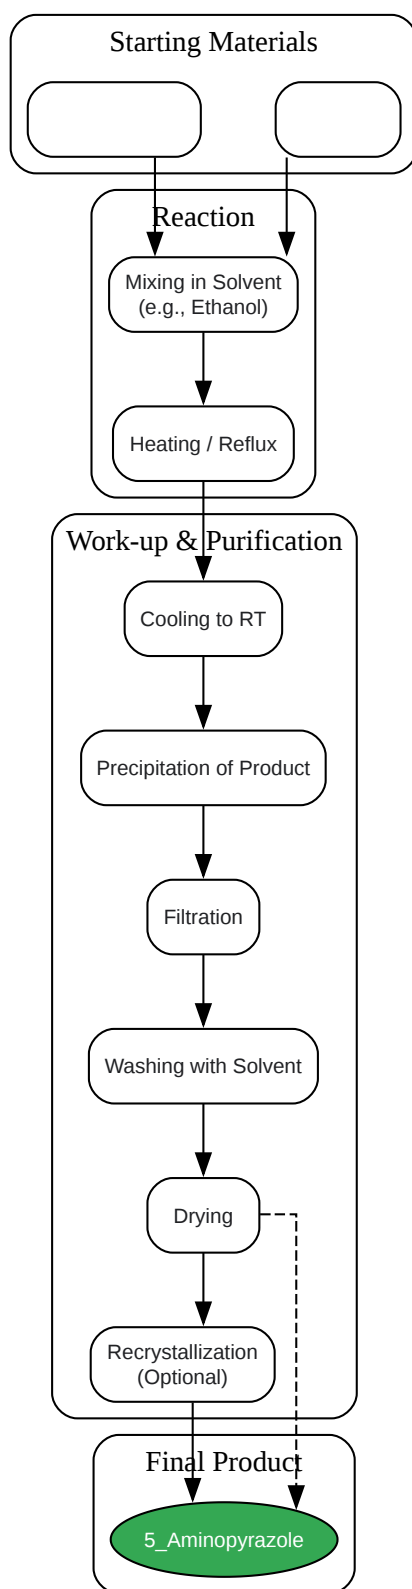 Starting Materials
Reaction
Mixing in Solvent
(e.g., Ethanol)
Heating / Reflux
Work-up & Purification
Cooling to RT
Precipitation of Product
Filtration
Washing with Solvent
Drying
Recrystallization
(Optional)
Final Product
5_Aminopyrazole